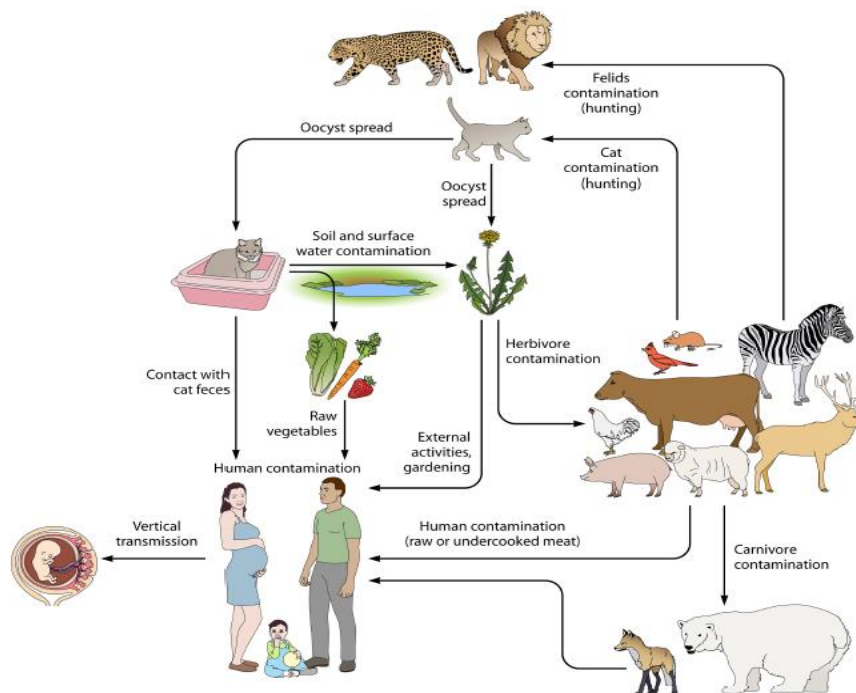 Felids
contamination
(hunting)
Oocyst spread
Cat
contamination
(hunting)
Oocyst
spread
Soil and surface
water contamination
Herbivore
contamination
Contact with
cat feces
Raw
vegetables
External
activities,
gardening
Human contamination
Vertical
transmission
Human contamination
(raw or undercooked meat)
Carnivore
contamination